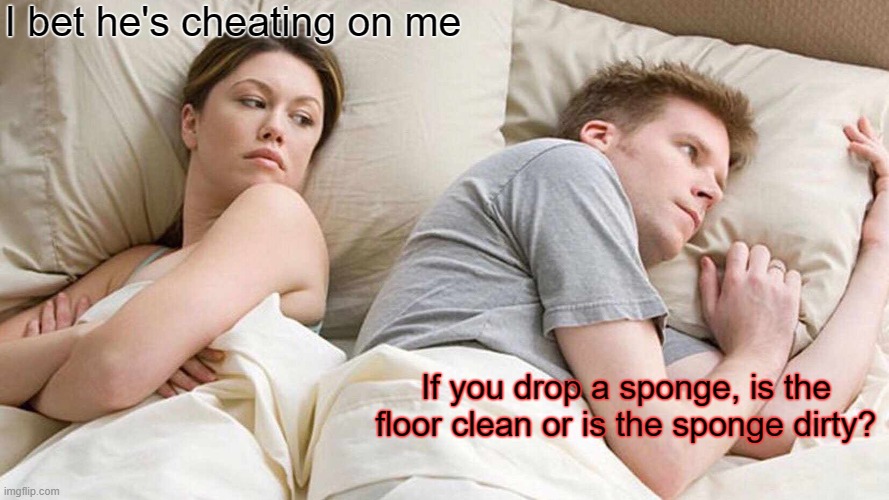 I bet he's cheating on me
If you drop a sponge, is the
floor clean or is the sponge dirty?
imgflip.com